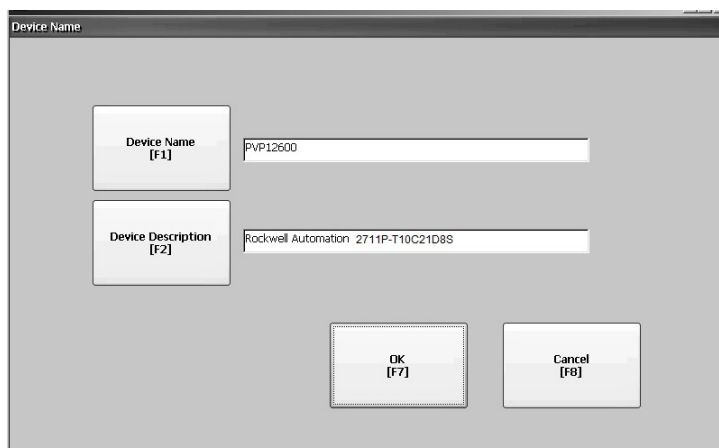 Device Name
Device Name
[F1]
PVP12600
Device Description
[F2]
Rockwell Automation 2711P-T10C21D8S
OK
[F7]
Cancel
[F8]